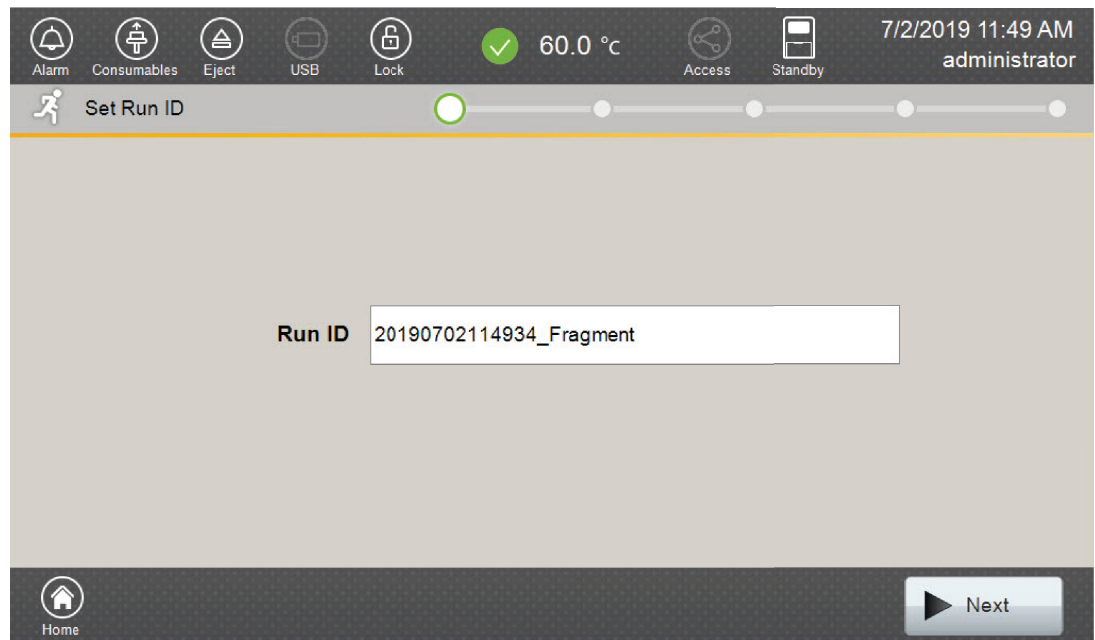 Alarm
Consumables
Eject
USB
Lock
60.0 °C
Access
Standby
7/2/2019 11:49 AM
administrator
Set Run ID
Run ID
20190702114934_Fragment
Home
Next